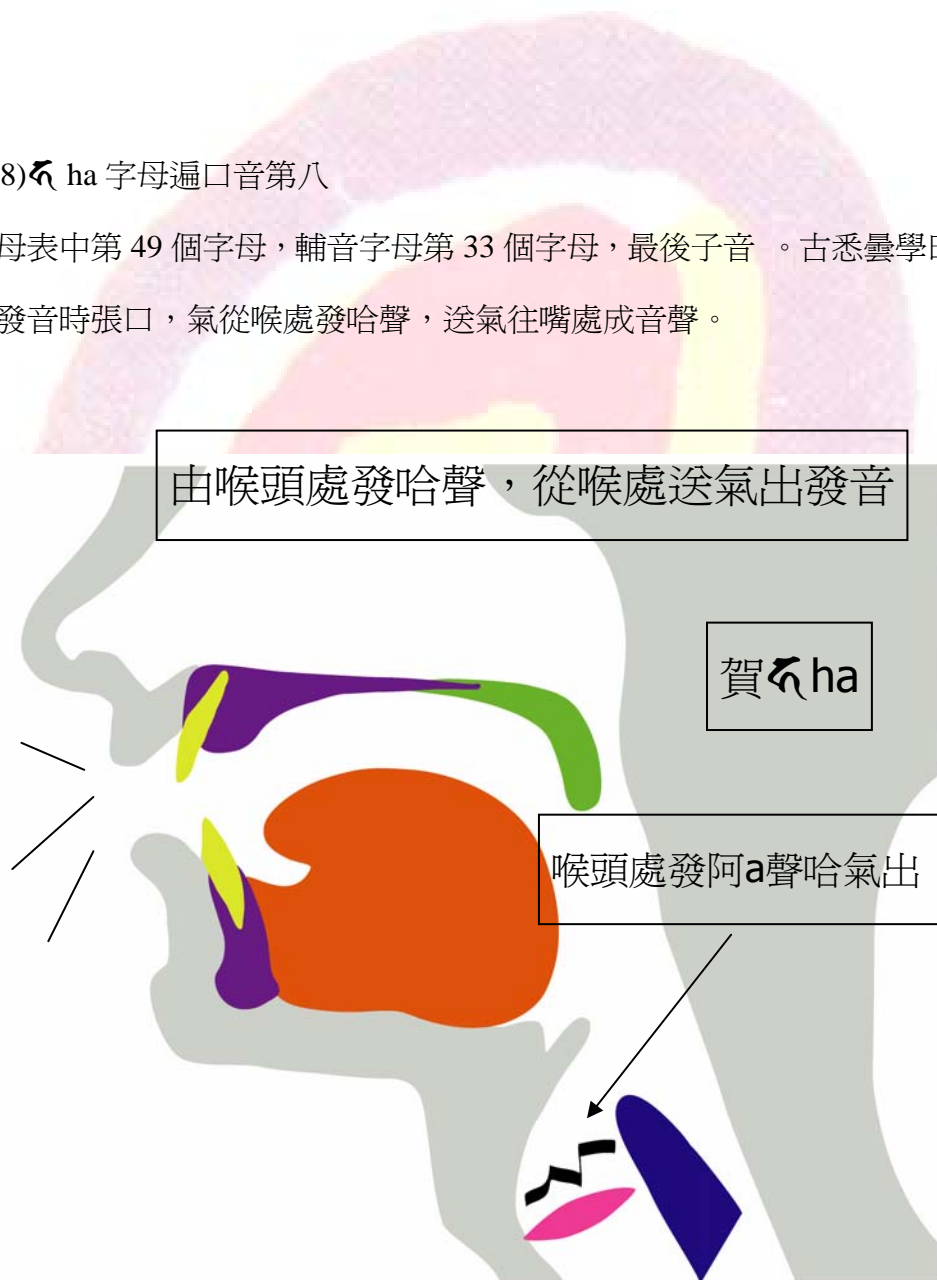 8)𑖮 ha 字母遍口音第八
母表中第 49 個字母，輔音字母第 33 個字母，最後子音 。古悉曇學
發音時張口，氣從喉處發哈聲，送氣往嘴處成音聲。
由喉頭處發哈聲，從喉處送氣出發音
賀𑖮ha
喉頭處發阿a聲哈氣出